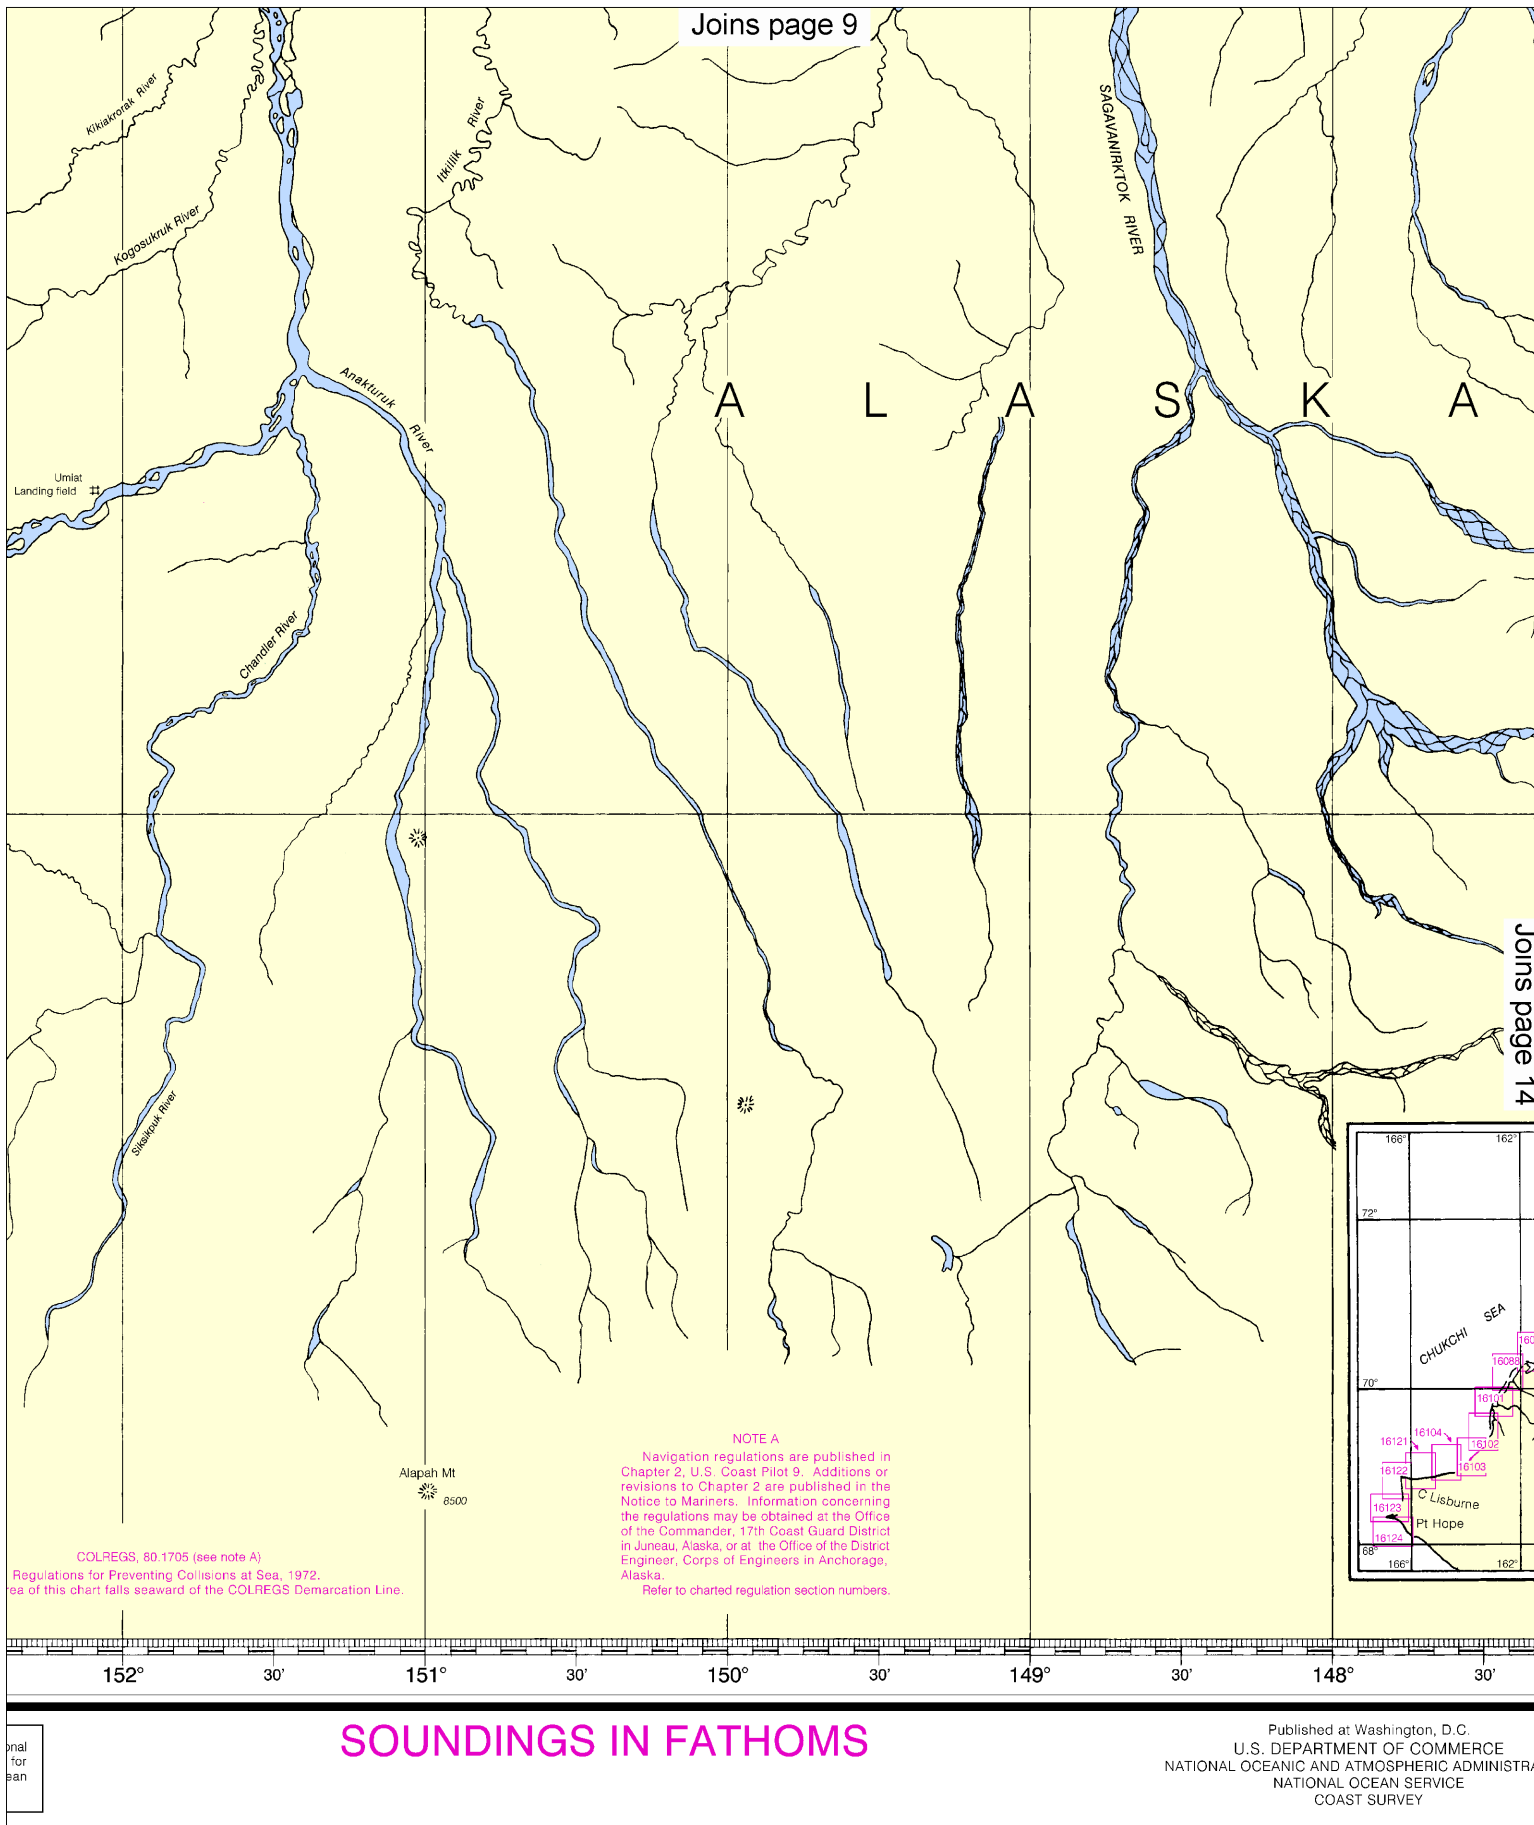 Joins page 9
Kikiakrorak River
Itkillik River
SAGAVANIRKTOK RIVER
Kogosukruk River
Anakturuk River
A L A S K A
Umiat
Landing field
Chandler River
Joins page 14
Siksikpuk River
166° 162°
72°
CHUKCHI SEA
160
16088
70°
16101
16104
16121
16102
16103
16122
C Lisburne
16123
Pt Hope
16124
68°
166° 162°
Alapah Mt
8500
NOTE A
Navigation regulations are published in
Chapter 2, U.S. Coast Pilot 9. Additions or
revisions to Chapter 2 are published in the
Notice to Mariners. Information concerning
the regulations may be obtained at the Office
of the Commander, 17th Coast Guard District
in Juneau, Alaska, or at the Office of the District
Engineer, Corps of Engineers in Anchorage,
Alaska.
Refer to charted regulation section numbers.
COLREGS, 80.1705 (see note A)
Regulations for Preventing Collisions at Sea, 1972.
rea of this chart falls seaward of the COLREGS Demarcation Line.
152° 30' 151° 30' 150° 30' 149° 30' 148° 30'
onal
for
ean
SOUNDINGS IN FATHOMS
Published at Washington, D.C.
U.S. DEPARTMENT OF COMMERCE
NATIONAL OCEANIC AND ATMOSPHERIC ADMINISTRA
NATIONAL OCEAN SERVICE
COAST SURVEY